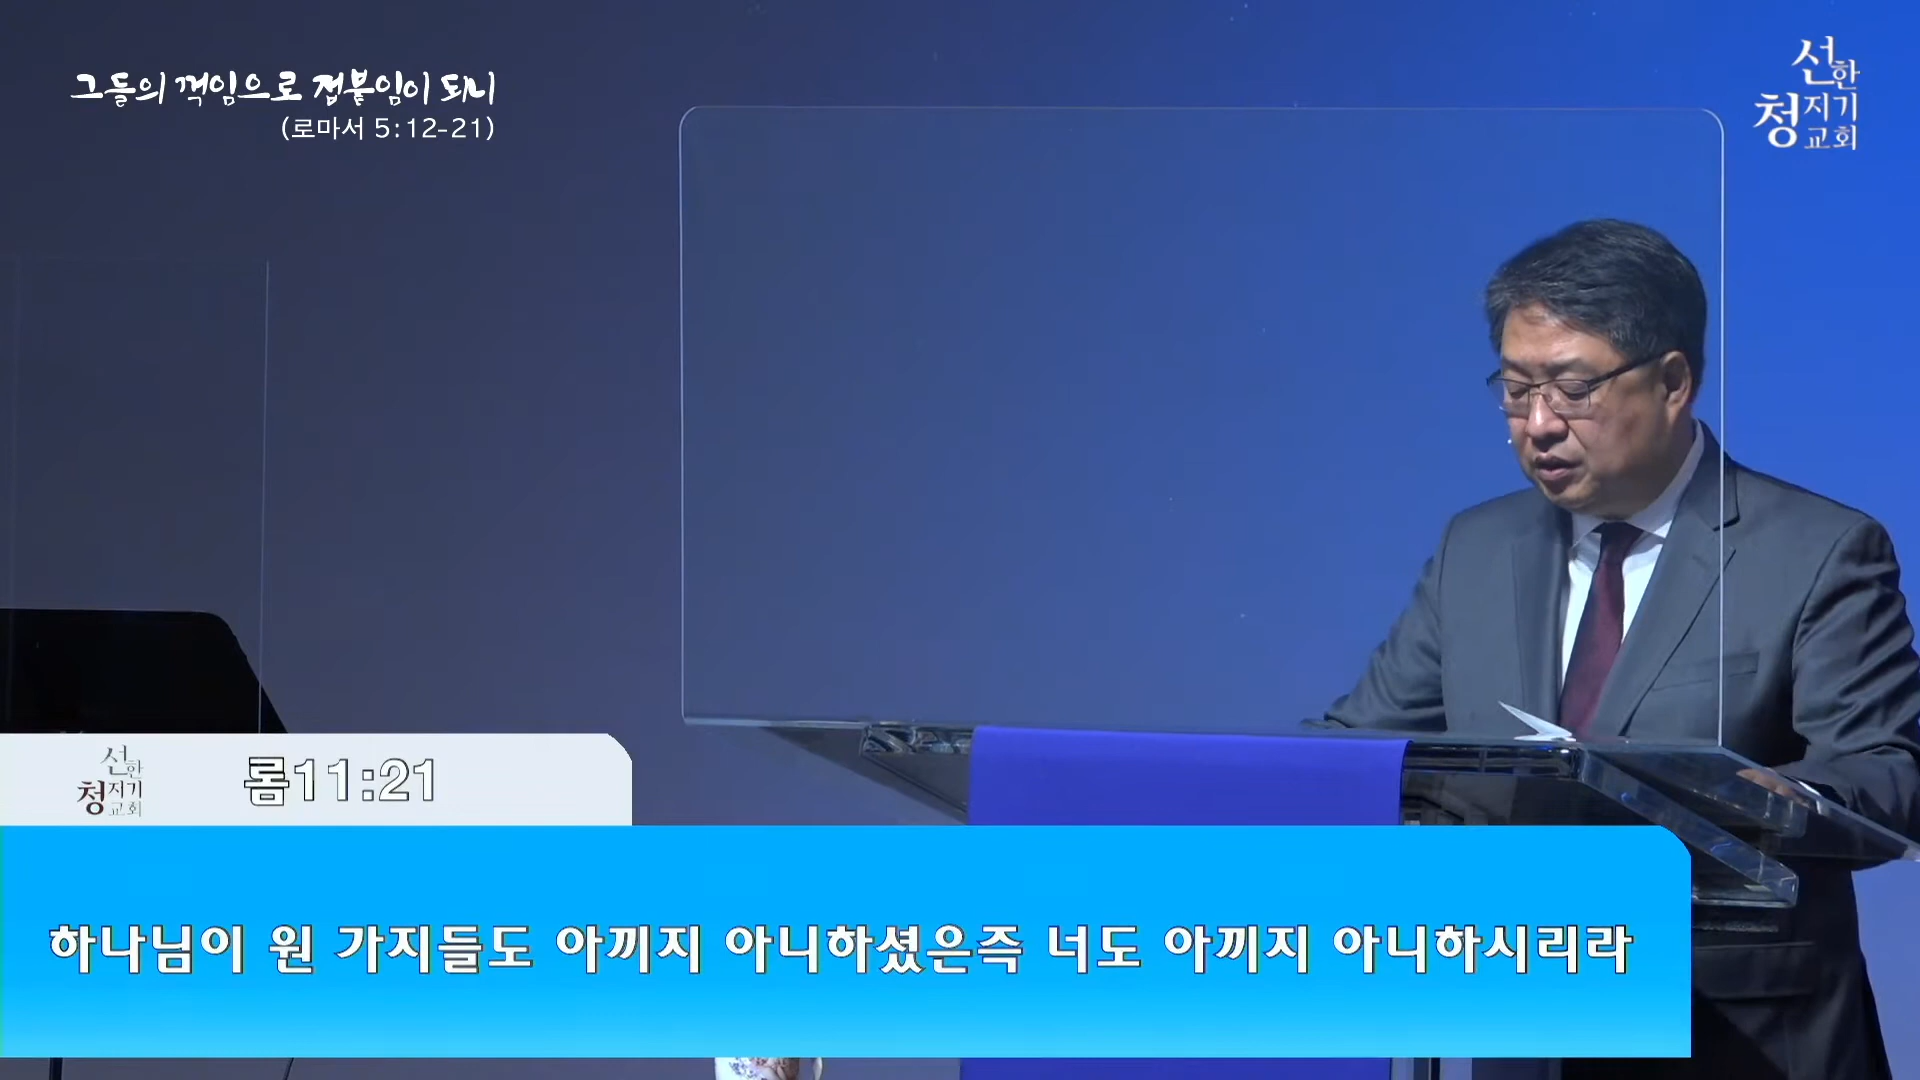 그들의 꺽임으로 접붙임이 되니
(로마서 5:12-21)
선한
청지기
교회
선한
청지기
교회
롬11:21
하나님이 원 가지들도 아끼지 아니하셨은즉 너도 아끼지 아니하시리라